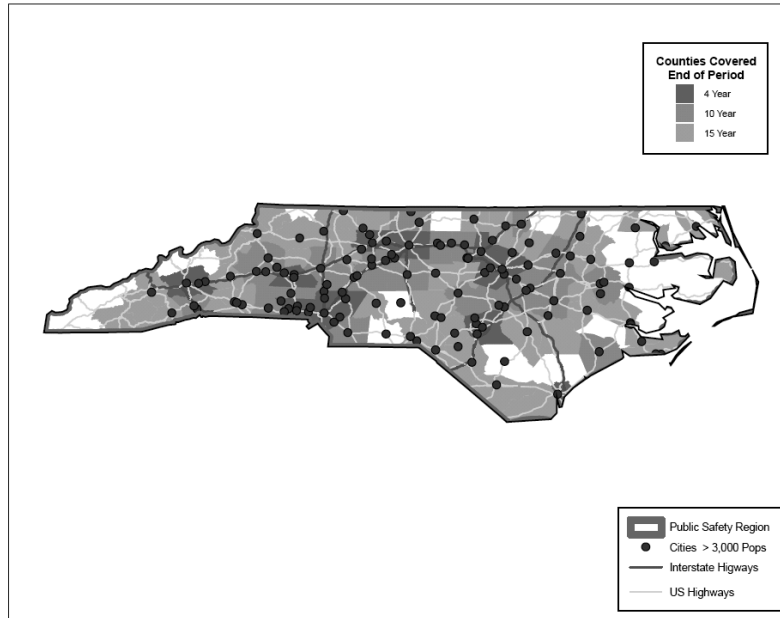 Counties Covered
End of Period
4 Year
10 Year
15 Year
Public Safety Region
Cities > 3,000 Pops
Interstate Higways
US Highways